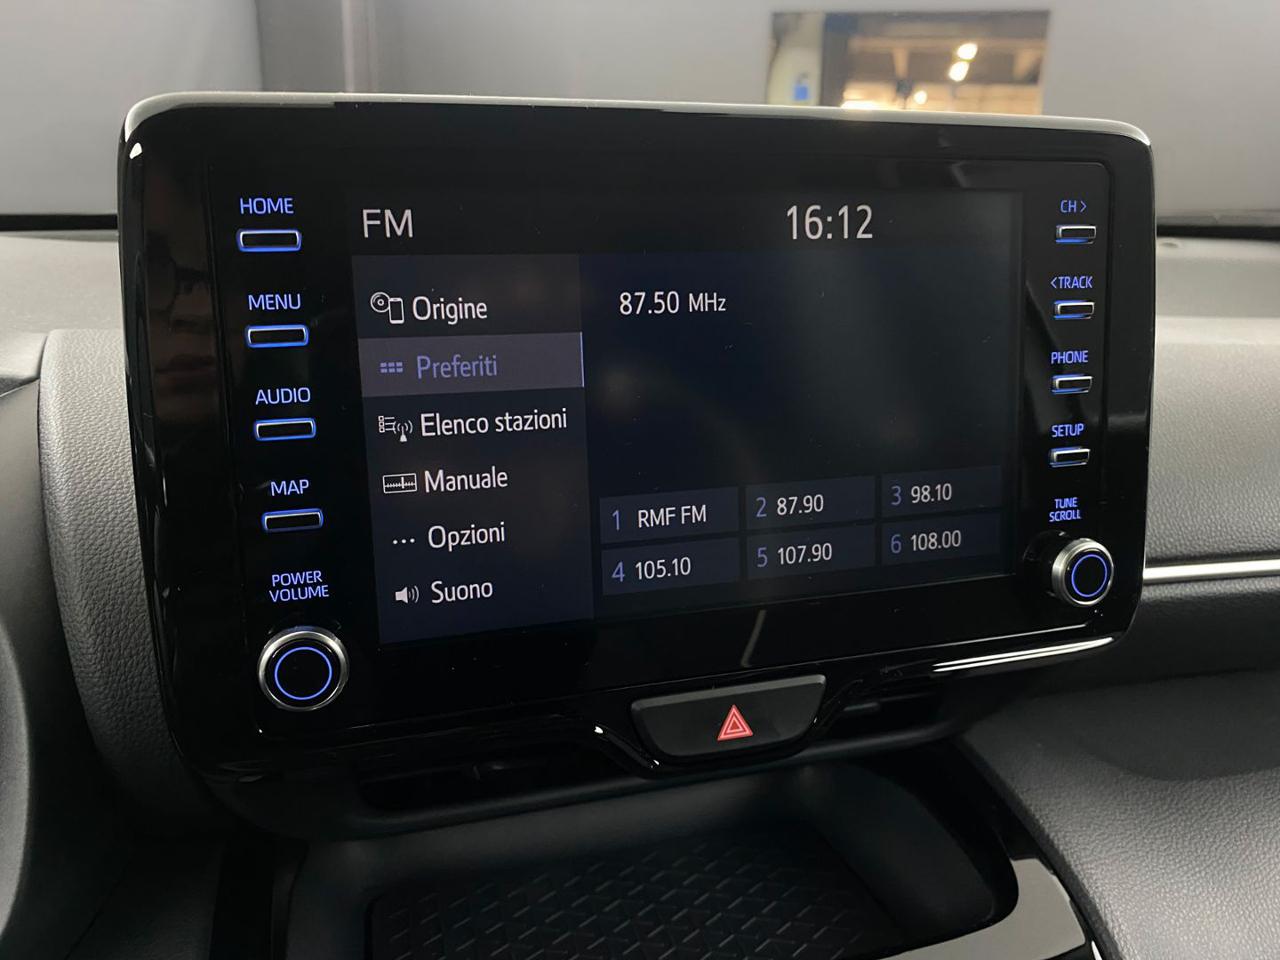 HOME
MENU
AUDIO
MAP
POWER
VOLUME
FM
16:12
Origine
Preferiti
Elenco stazioni
Manuale
Opzioni
Suono
87.50 MHz
1 RMF FM
2 87.90
3 98.10
4 105.10
5 107.90
6 108.00
CH>
<TRACK
PHONE
SETUP
TUNE
SCROLL